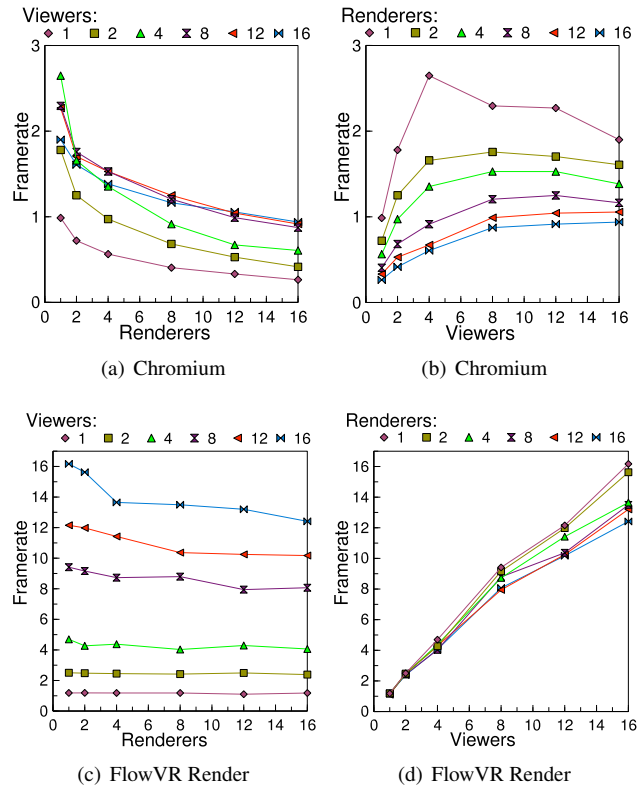 Viewers:
1 2 4 8 12 16
Framerate
3
2
1
0
0 2 4 6 8 10 12 14 16
Renderers
(a) Chromium
Renderers:
1 2 4 8 12 16
Framerate
3
2
1
0
0 2 4 6 8 10 12 14 16
Viewers
(b) Chromium
Viewers:
1 2 4 8 12 16
Framerate
16
14
12
10
8
6
4
2
0
0 2 4 6 8 10 12 14 16
Renderers
(c) FlowVR Render
Renderers:
1 2 4 8 12 16
Framerate
16
14
12
10
8
6
4
2
0
0 2 4 6 8 10 12 14 16
Viewers
(d) FlowVR Render